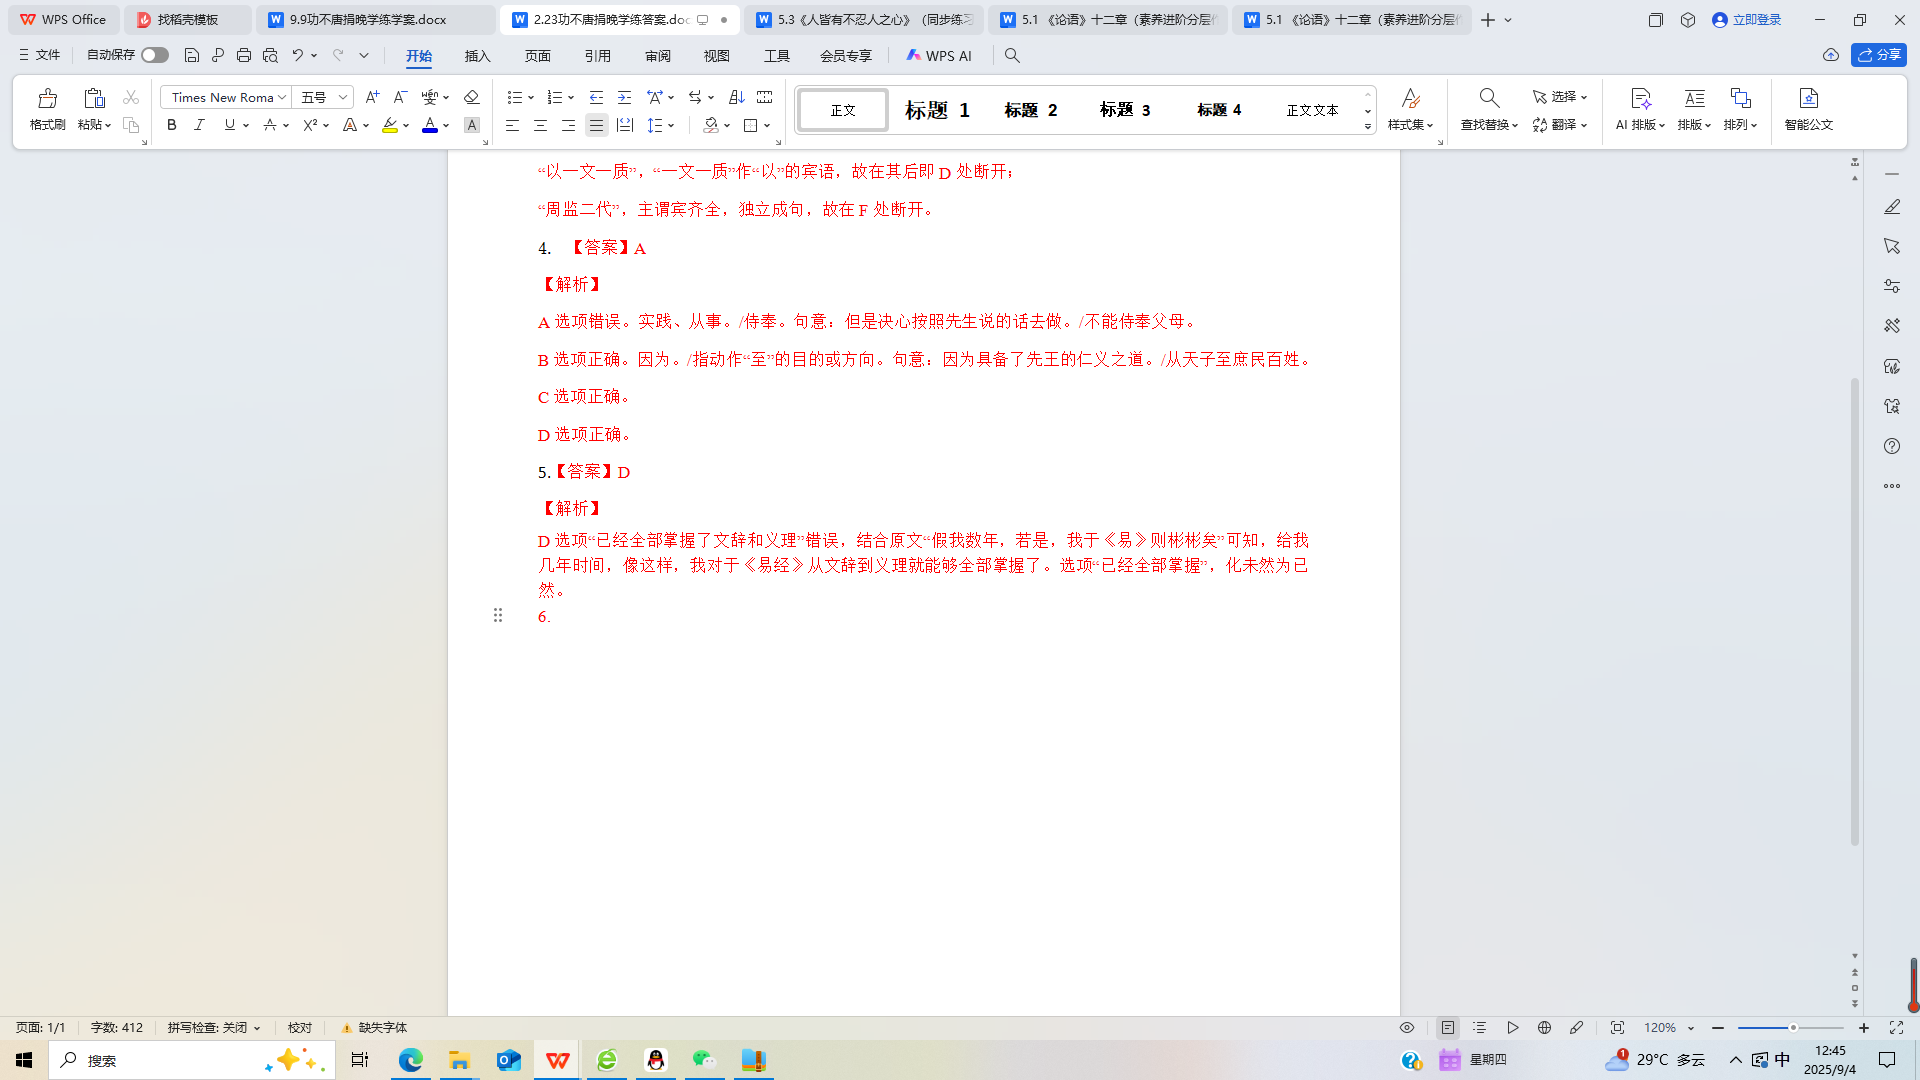 WPS Office
找稻壳模板
9.9功不唐捐晚学练学案.docx
2.23功不唐捐晚学练答案.doc
5.3《人皆有不忍人之心》（同步练习
5.1 《论语》十二章（素养进阶分层作
5.1 《论语》十二章（素养进阶分层作
立即登录
文件
自动保存
开始
插入
页面
引用
审阅
视图
工具
会员专享
WPS AI
分享
格式刷
粘贴
Times New Roma
五号
正文
标题 1
标题 2
标题 3
标题 4
正文文本
样式集
查找替换
选择
翻译
AI 排版
排版
排列
智能公文
“以一文一质”，“一文一质”作“以”的宾语，故在其后即 D 处断开；
“周监二代”，主谓宾齐全，独立成句，故在 F 处断开。
4. 【答案】A
【解析】
A 选项错误。实践、从事。/侍奉。句意：但是决心按照先生说的话去做。/不能侍奉父母。
B 选项正确。因为。/指动作“至”的目的或方向。句意：因为具备了先王的仁义之道。/从天子至庶民百姓。
C 选项正确。
D 选项正确。
5.【答案】D
【解析】
D 选项“已经全部掌握了文辞和义理”错误，结合原文“假我数年，若是，我于《易》则彬彬矣”可知，给我
几年时间，像这样，我对于《易经》从文辞到义理就能够全部掌握了。选项“已经全部掌握”，化未然为已
然。
6.
页面: 1/1
字数: 412
拼写检查: 关闭
校对
缺失字体
120%
搜索
星期四
1
29°C 多云
中
12:45
2025/9/4